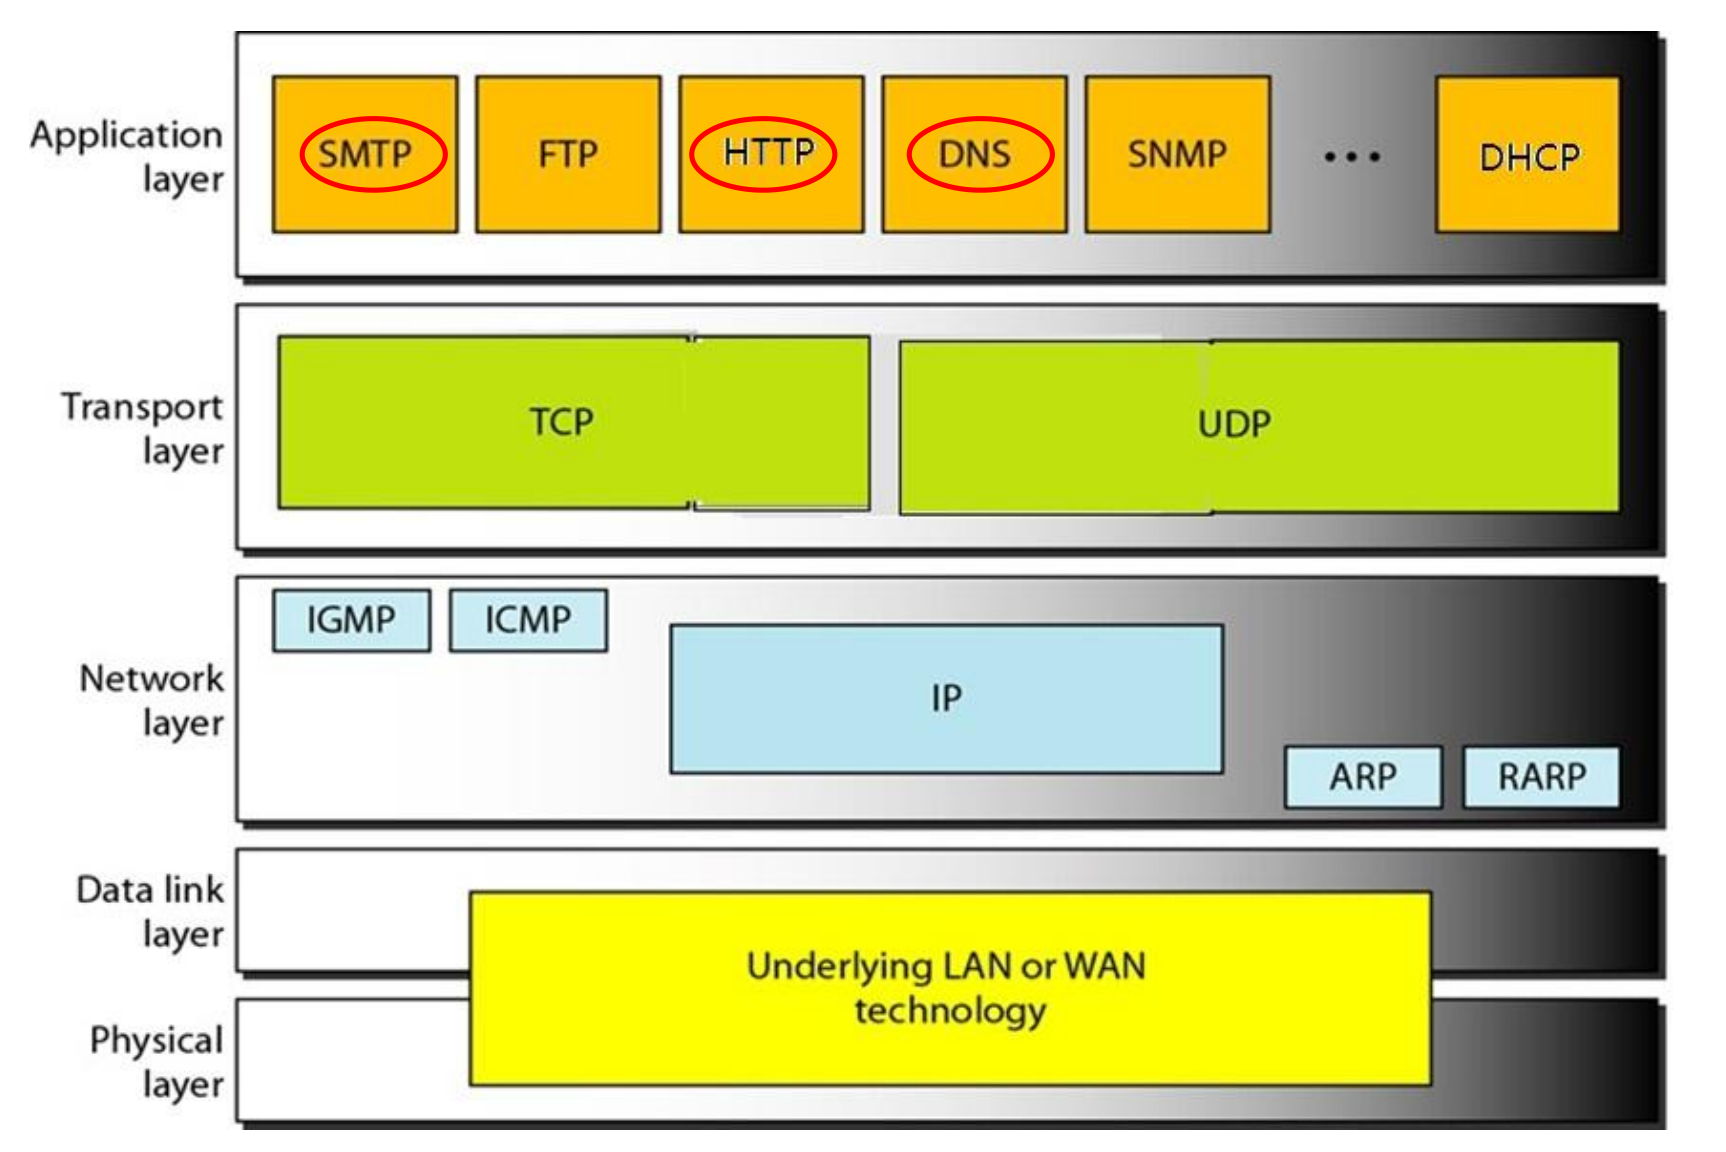 Application
layer
SMTP FTP HTTP DNS SNMP ... DHCP
Transport
layer
TCP UDP
Network
layer
IGMP ICMP
IP
ARP RARP
Data link
layer
Underlying LAN or WAN
technology
Physical
layer